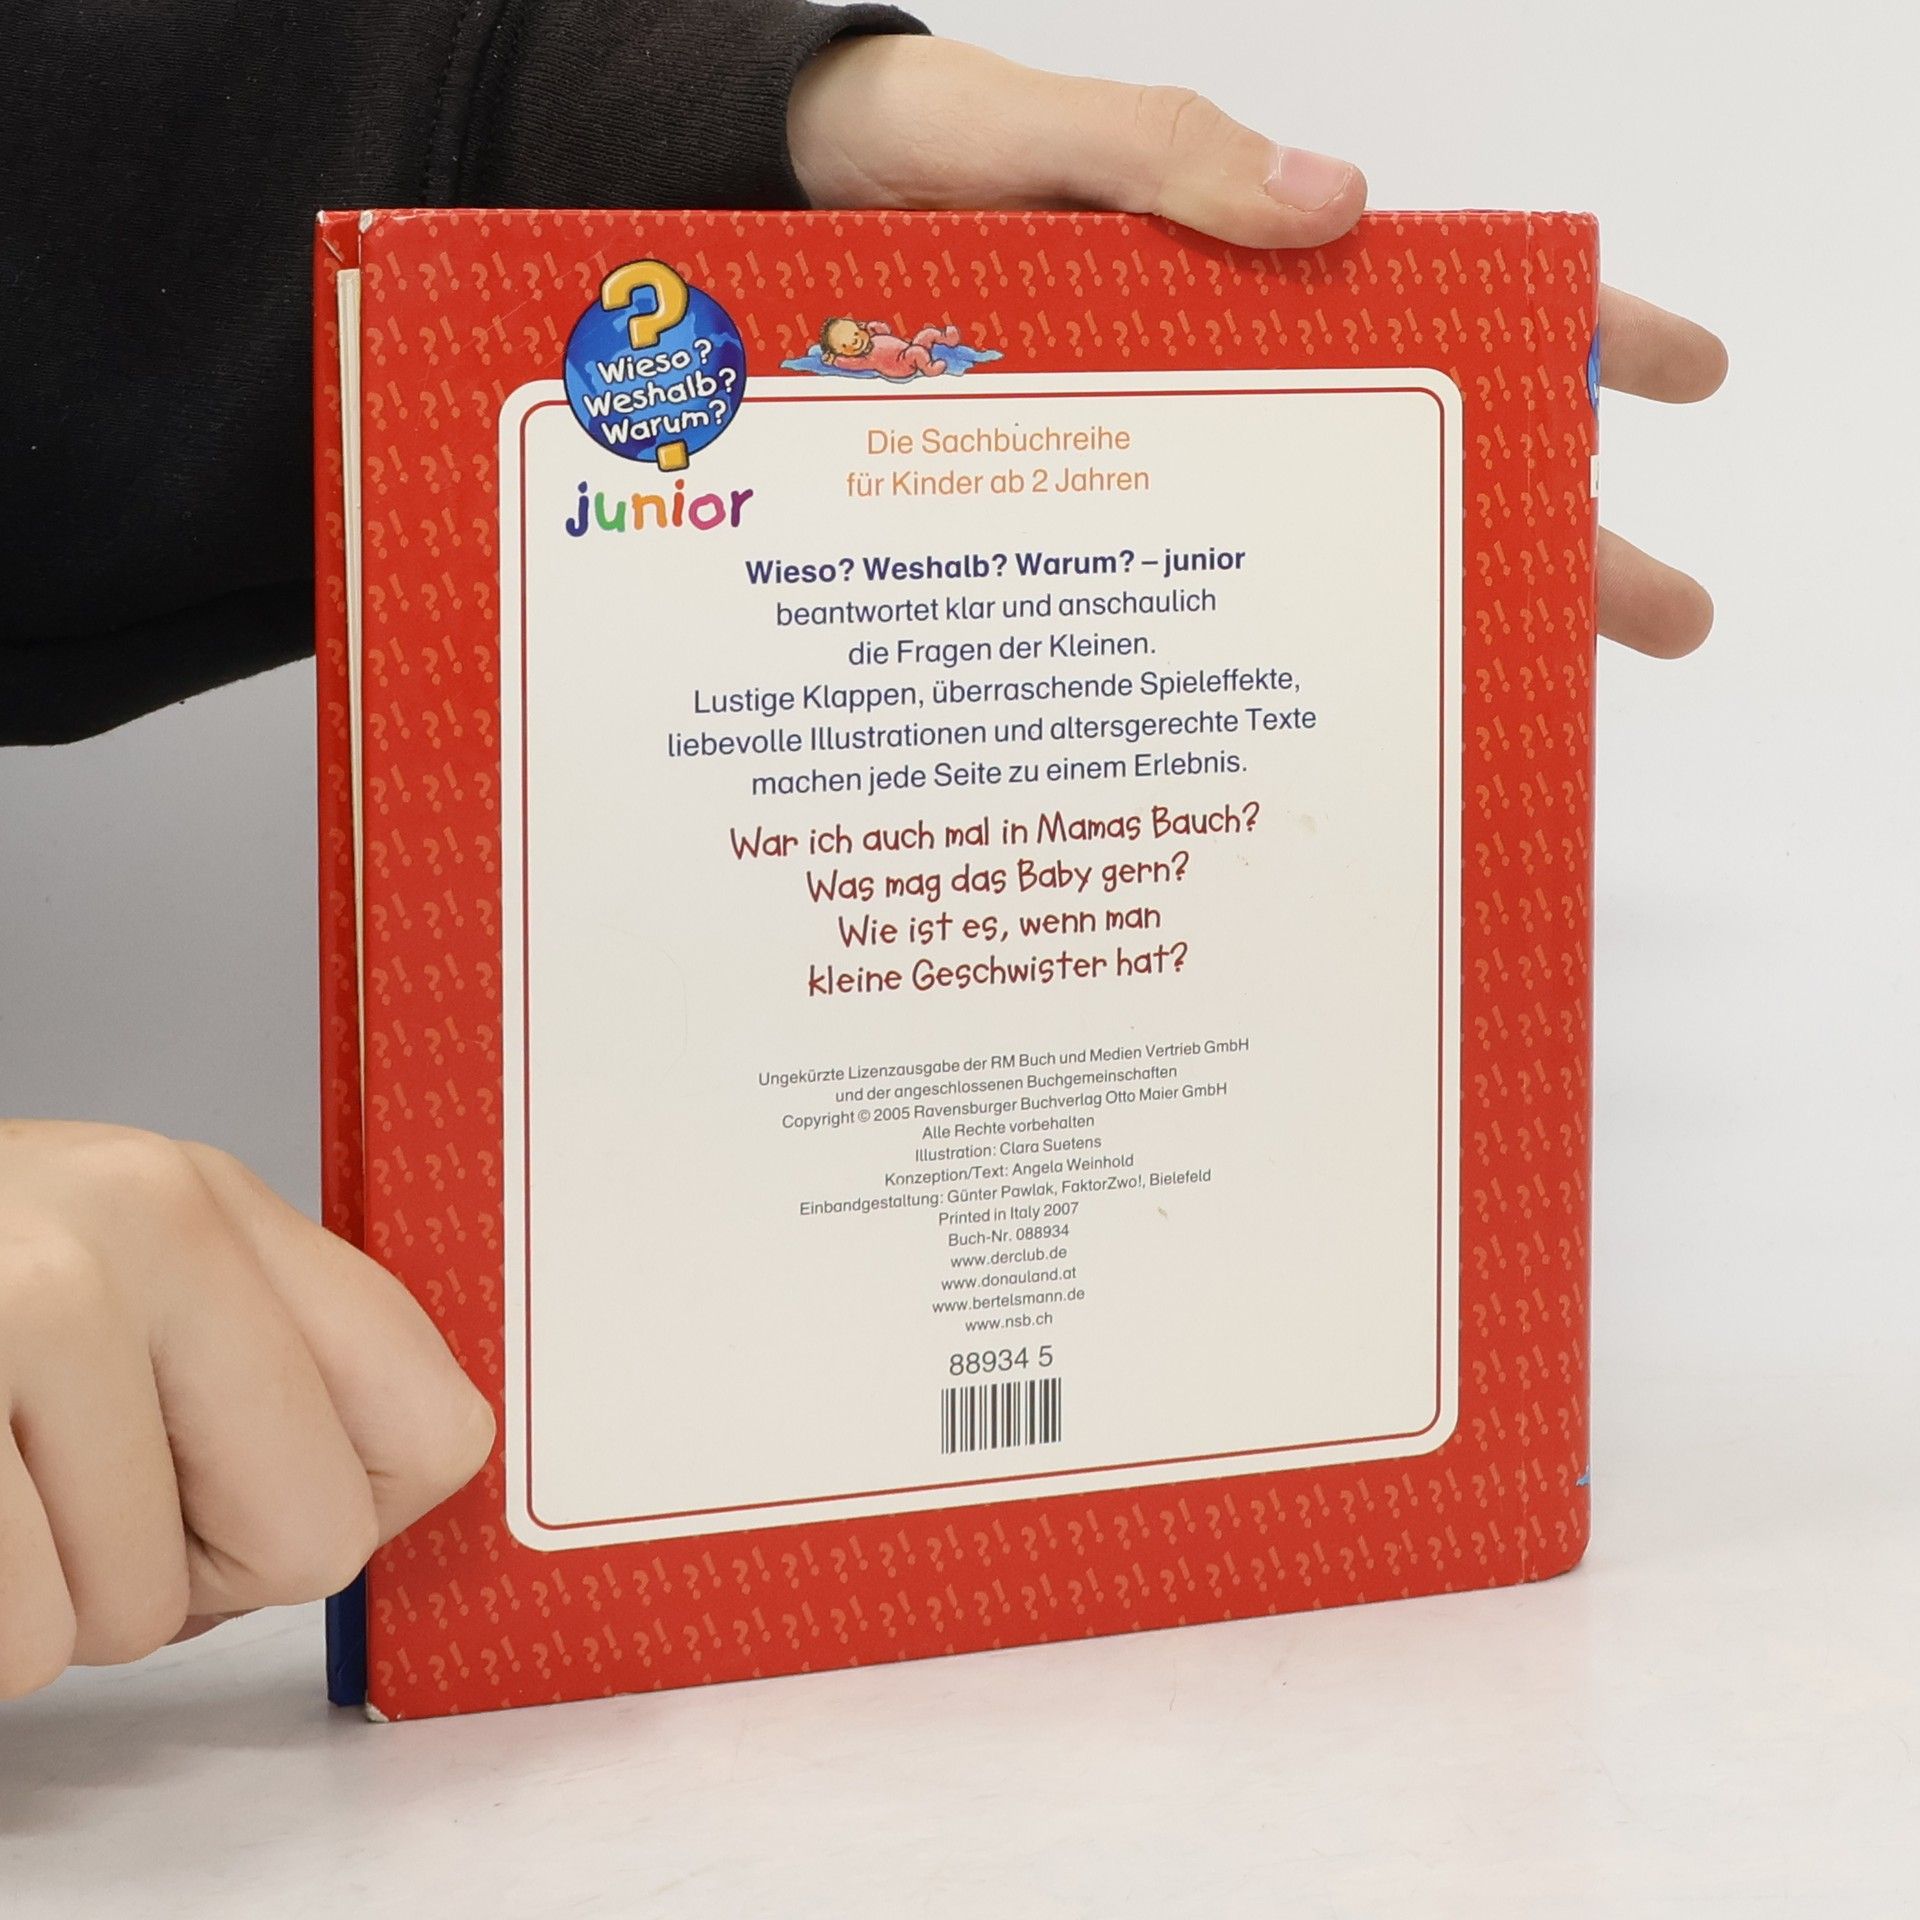 Wieso?
Weshalb?
Warum?
junior
Die Sachbuchreihe
für Kinder ab 2 Jahren
Wieso? Weshalb? Warum? – junior
beantwortet klar und anschaulich
die Fragen der Kleinen.
Lustige Klappen, überraschende Spieleffekte,
liebevolle Illustrationen und altersgerechte Texte
machen jede Seite zu einem Erlebnis.
War ich auch mal in Mamas Bauch?
Was mag das Baby gern?
Wie ist es, wenn man
kleine Geschwister hat?
Ungekürzte Lizenzausgabe der RM Buch und Medien Vertrieb GmbH
und der angeschlossenen Buchgemeinschaften
Copyright © 2005 Ravensburger Buchverlag Otto Maier GmbH
Alle Rechte vorbehalten
Illustration: Clara Suetens
Konzeption/Text: Angela Weinhold
Einbandgestaltung: Günter Pawlak, FaktorZwo!, Bielefeld
Printed in Italy 2007
Buch-Nr. 088934
www.derclub.de
www.donauland.at
www.bertelsmann.de
www.nsb.ch
88934 5